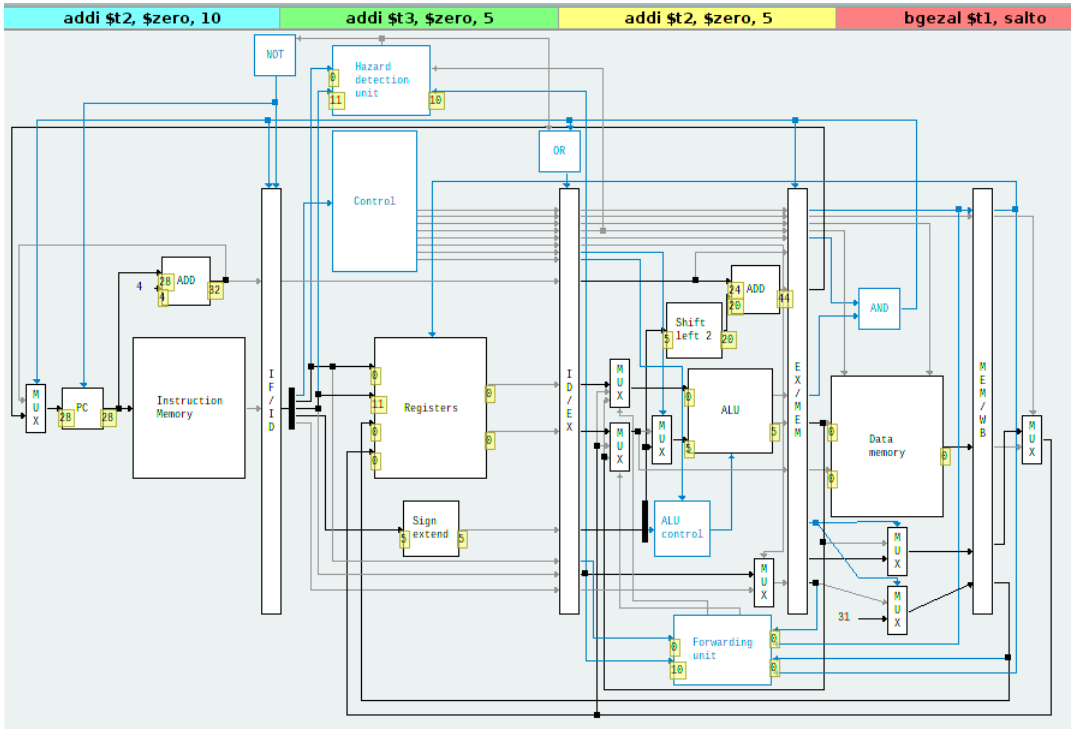 addi $t2, $zero, 10
addi $t3, $zero, 5
addi $t2, $zero, 5
bgezal $t1, salto
NOT
Hazard
detection
unit
0
11
10
OR
Control
4
28
4
ADD
32
24
20
ADD
44
Shift
left 2
5
20
AND
M
U
X
PC
28
28
Instruction
Memory
I
F
/
I
D
0
11
0
0
Registers
0
0
I
D
/
E
X
M
U
X
M
U
X
M
U
X
0
5
ALU
5
E
X
/
M
E
M
0
0
Data
memory
0
M
E
M
/
W
B
M
U
X
Sign
extend
5
5
ALU
control
M
U
X
M
U
X
M
U
X
31
Forwarding
unit
0
10
0
0